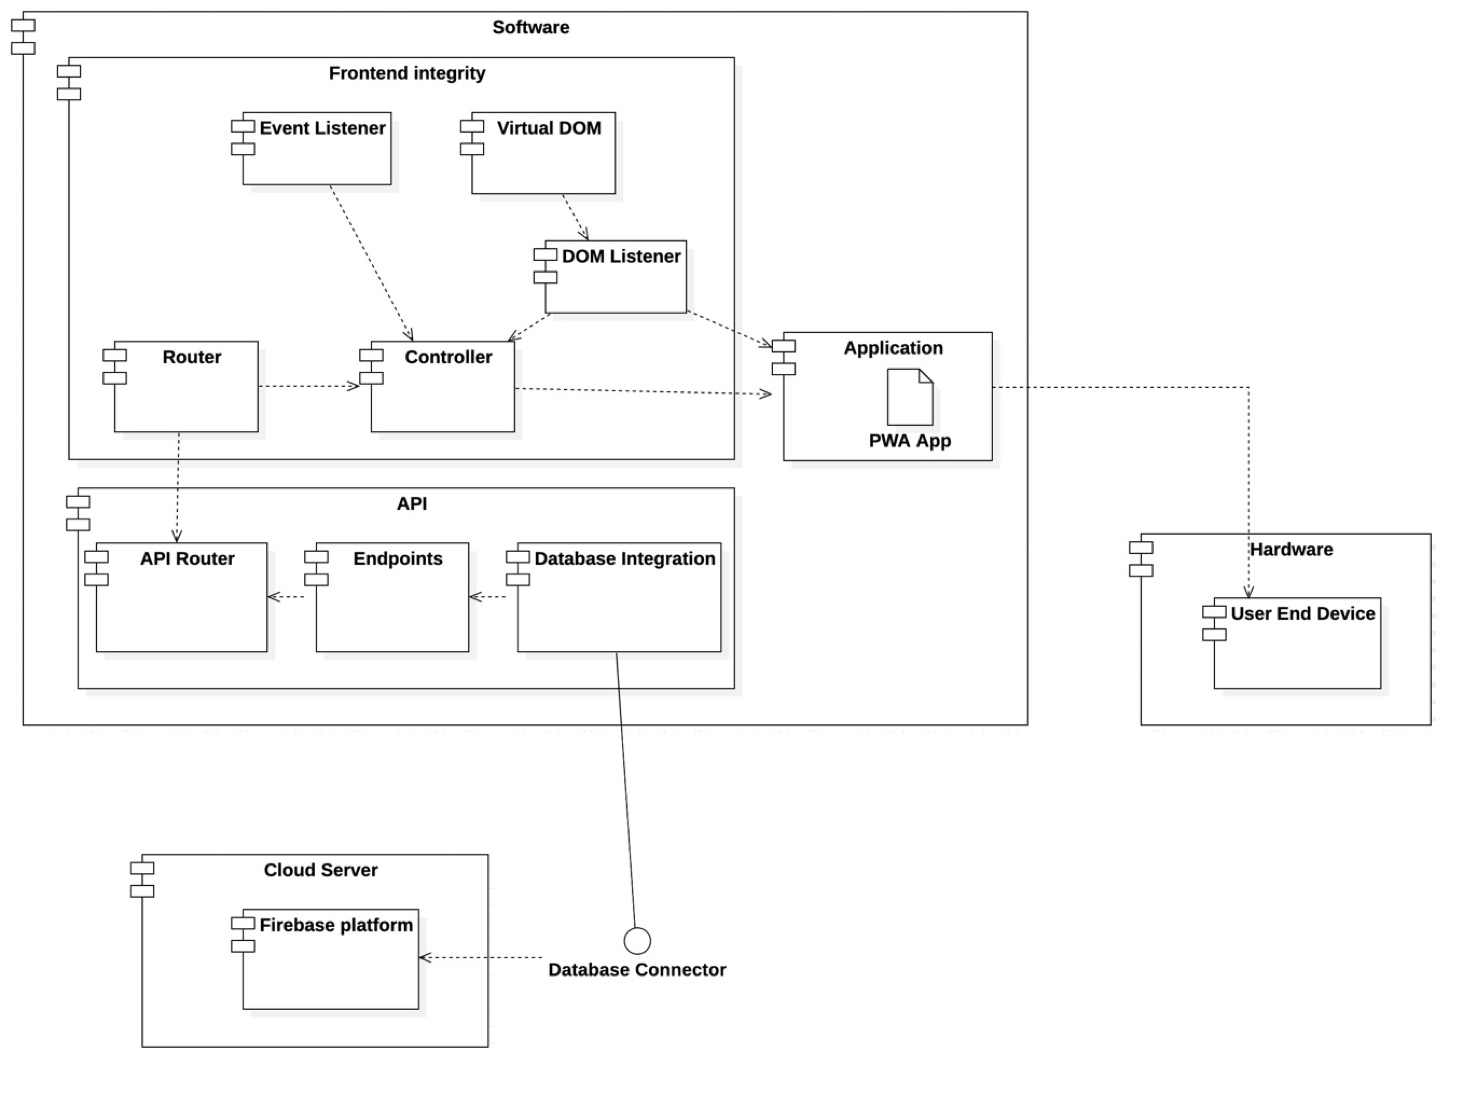 Software
Frontend integrity
Event Listener
Virtual DOM
DOM Listener
Router
Controller
Application
PWA App
API
API Router
Endpoints
Database Integration
Hardware
User End Device
Cloud Server
Firebase platform
Database Connector